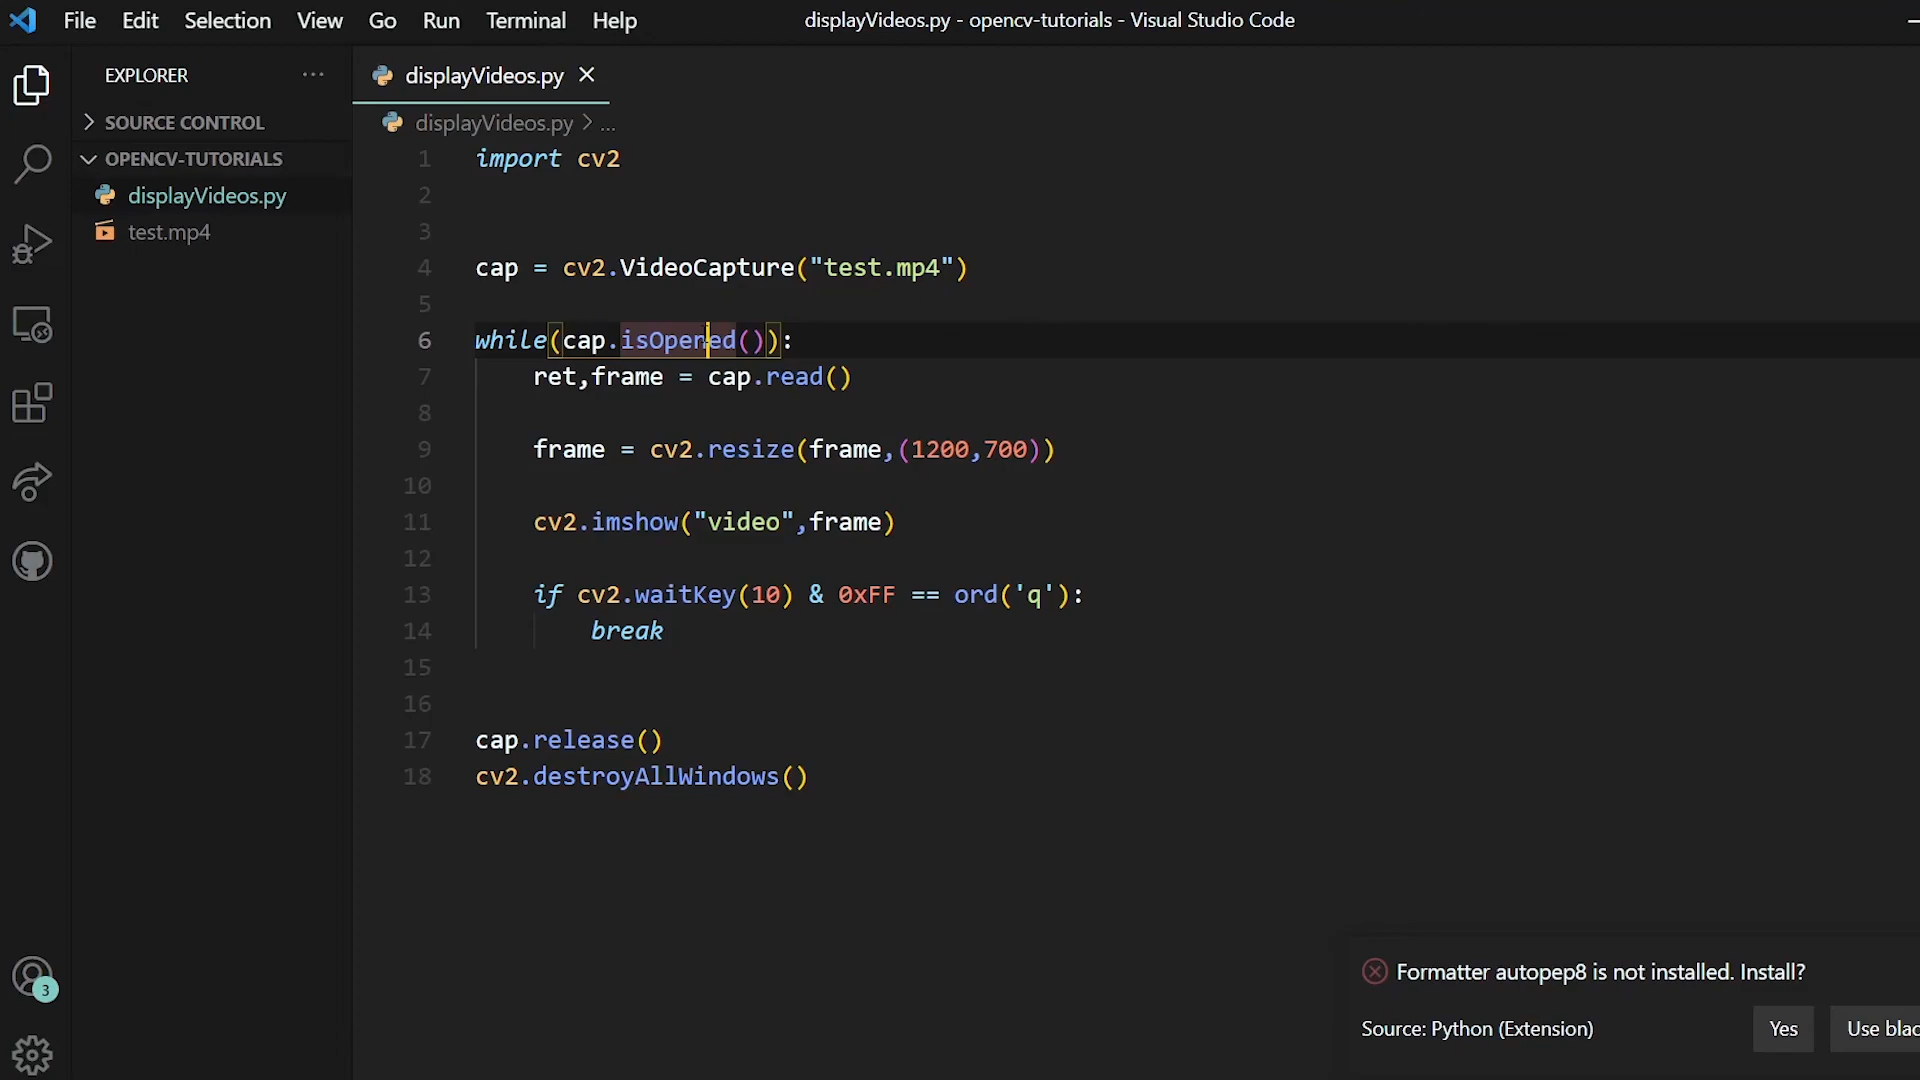 File Edit Selection View Go Run Terminal Help
displayVideos.py - opencv-tutorials - Visual Studio Code
EXPLORER ...
SOURCE CONTROL
OPENCV-TUTORIALS
displayVideos.py
test.mp4
3
displayVideos.py
displayVideos.py > ...
1 import cv2
2
3
4 cap = cv2.VideoCapture("test.mp4")
5
6 while(cap.isOpened()):
7     ret,frame = cap.read()
8
9     frame = cv2.resize(frame,(1200,700))
10
11     cv2.imshow("video",frame)
12
13     if cv2.waitKey(10) & 0xFF == ord('q'):
14         break
15
16
17 cap.release()
18 cv2.destroyAllWindows()
Formatter autopep8 is not installed. Install?
Source: Python (Extension)
Yes
Use blac